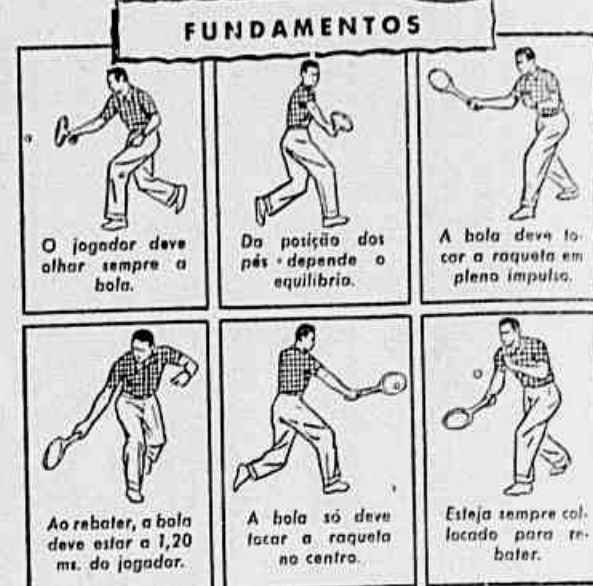 FUNDAMENTOS
O jogador deve
olhar sempre a
bola.
Da posição dos
pés depende o
equilibrio.
A bola deve to-
car a raqueta em
pleno impulso.
Ao rebater, a bola
deve estar a 1,20
ms. do jogador.
A bola só deve
tocar a raqueta
no centro.
Esteja sempre col-
locado para re-
bater.